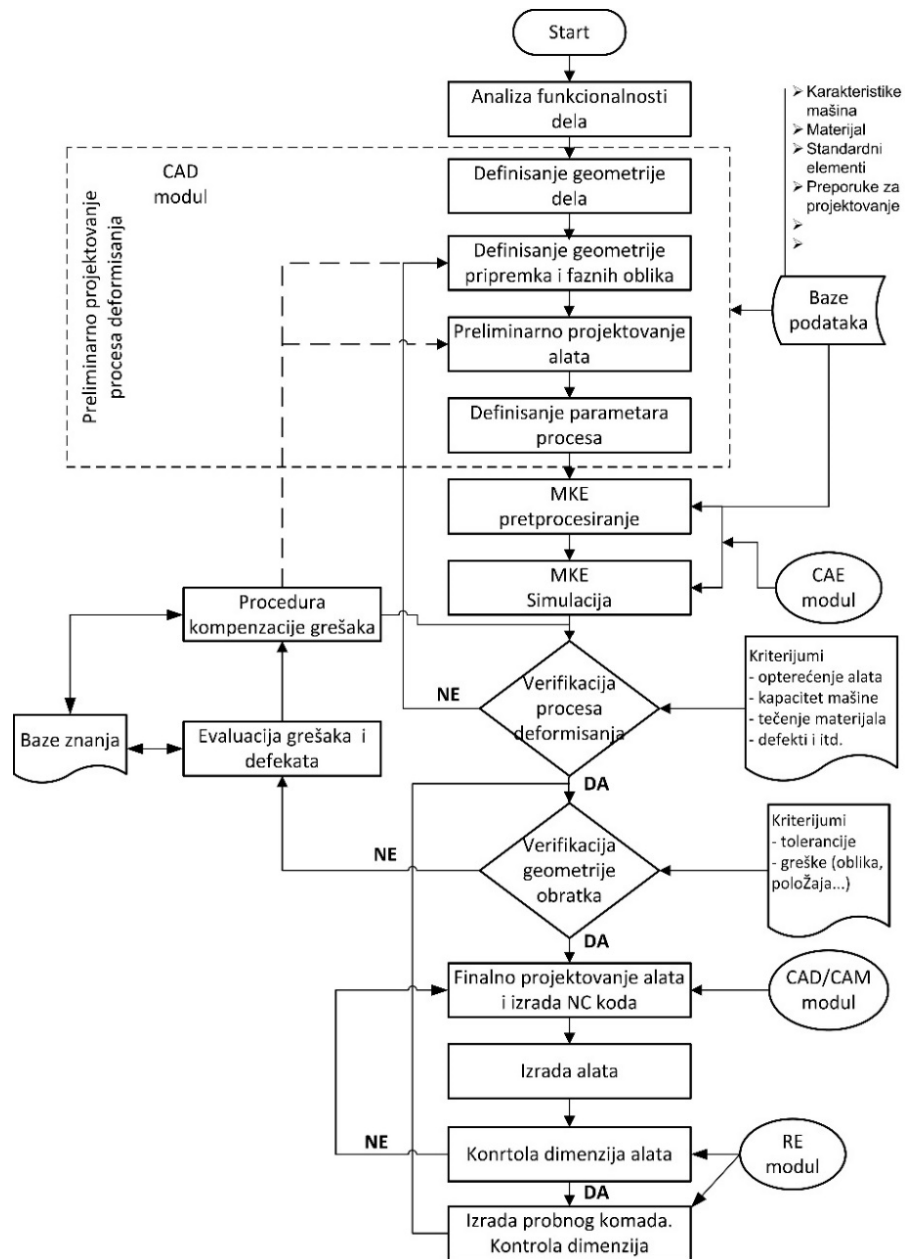 Start
Analiza funkcionalnosti
dela
➢ Karakteristike
mašina
➢ Materijal
➢ Standardni
elementi
➢ Preporuke za
projektovanje
➢
➢
CAD
modul
Preliminarno projektovanje
procesa deformisanja
Definisanje geometrije
dela
Definisanje geometrije
pripremka i faznih oblika
Baze
podataka
Preliminarno projektovanje
alata
Definisanje parametara
procesa
MKE
pretprocesiranje
MKE
Simulacija
CAE
modul
Procedura
kompenzacije grešaka
Verifikacija
procesa
deformisanja
NE
Kriterijumi
- opterećenje alata
- kapacitet mašine
- tečenje materijala
- defekti i itd.
Baze znanja
Evaluacija grešaka i
defekata
DA
Verifikacija
geometrije
obratka
NE
Kriterijumi
- tolerancije
- greške (oblika,
poloŽaja...)
DA
Finalno projektovanje alata
i izrada NC koda
CAD/CAM
modul
Izrada alata
NE
Konrtola dimenzija alata
RE
modul
DA
Izrada probnog komada.
Kontrola dimenzija